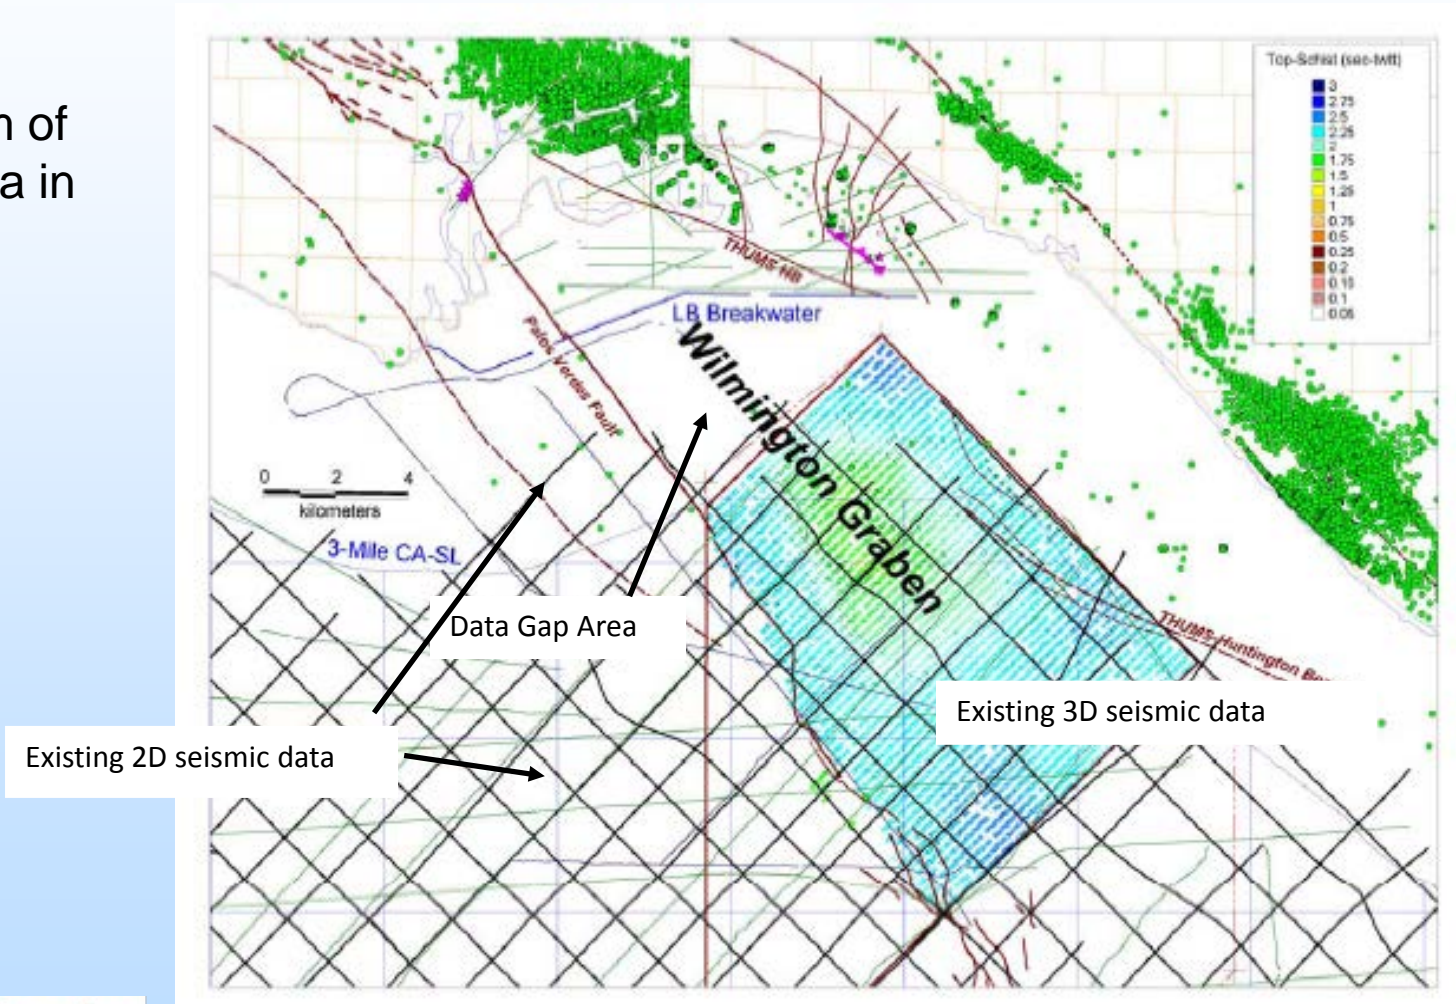 n of
a in
Top-Schist (sec-twtt)
3
2.75
2.5
2.25
2
1.75
1.5
1.25
1
0.75
0.5
0.25
0.2
0.15
0.1
0.05
THUMS HB
LB Breakwater
Palos Verdes Fault
Wilmington Graben
0 2 4
kilometers
3-Mile CA-SL
Data Gap Area
THUMS-Huntington
Existing 3D seismic data
Existing 2D seismic data